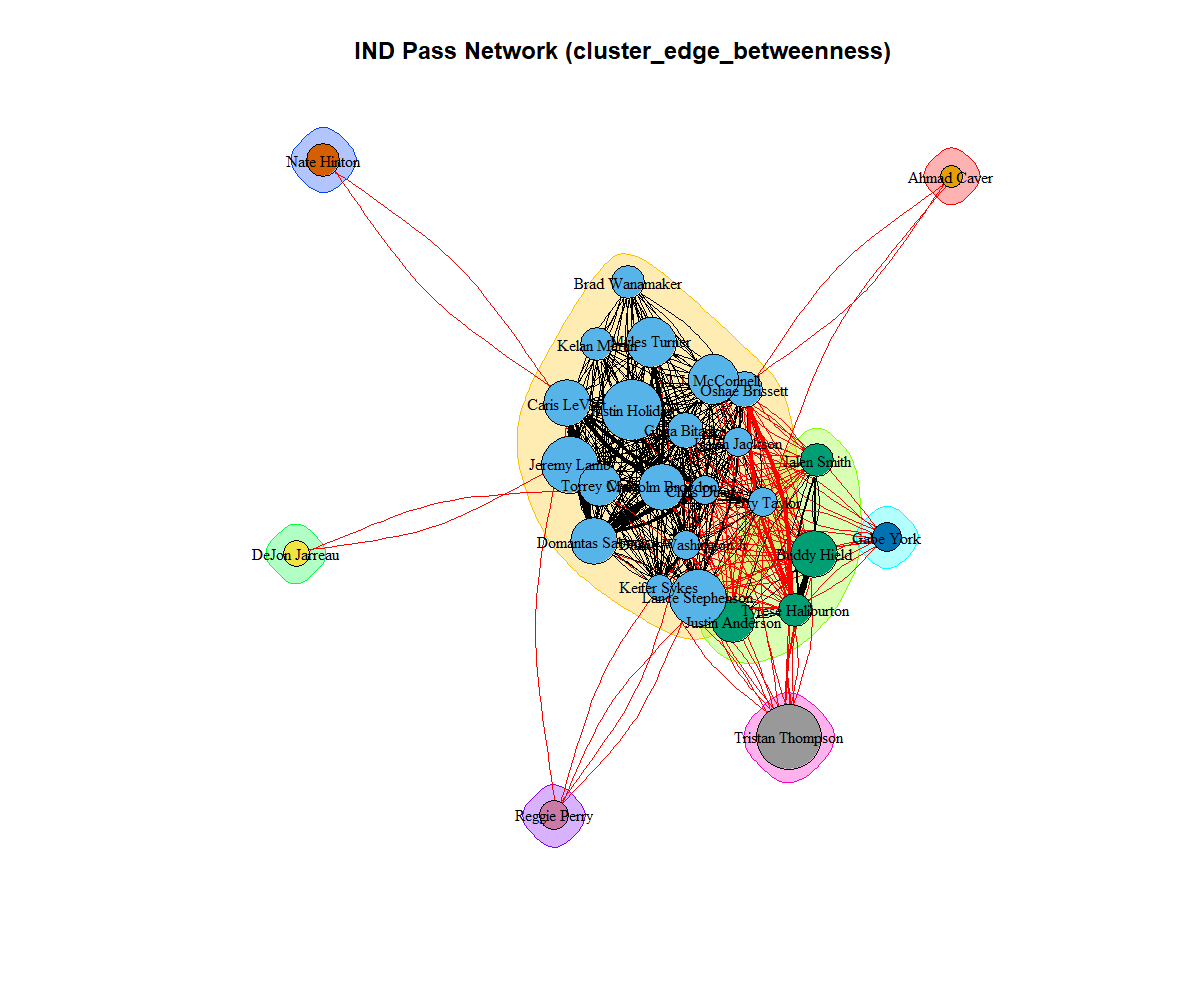 IND Pass Network (cluster_edge_betweenness)
Nate Hinton
Ahmad Caver
Brad Wanamaker
Kelan Martin
Myles Turner
McConnell
Oshae Brissett
Caris LeVert
Justin Holiday
Goga Bitadze
Jackson
Jalen Smith
Jeremy Lamb
Torrey Craig
Malcolm Brogdon
Chris Duarte
Terry Taylor
Gabe York
Domantas Sabonis
Washington
Buddy Hield
DeJon Jarreau
Keifer Sykes
Lance Stephenson
Tyrese Haliburton
Justin Anderson
Tristan Thompson
Reggie Perry